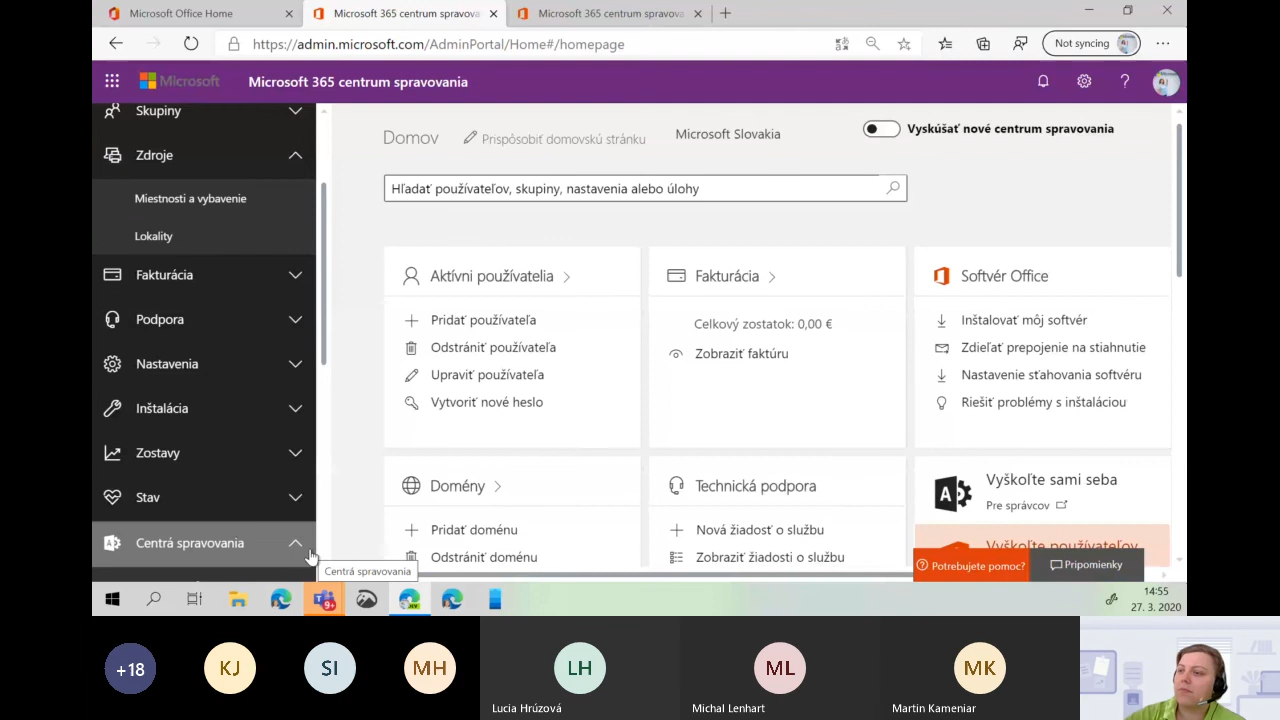 Microsoft Office Home
Microsoft 365 centrum spravova
Microsoft 365 centrum spravova
https://admin.microsoft.com/AdminPortal/Home#/homepage
Not syncing
Microsoft
Microsoft 365 centrum spravovania
Skupiny
Zdroje
Miestnosti a vybavenie
Lokality
Fakturácia
Podpora
Nastavenia
Inštalácia
Zostavy
Stav
Centrá spravovania
Centrá spravovania
Domov
Prispôsobiť domovskú stránku
Microsoft Slovakia
Vyskúšať nové centrum spravovania
Hľadať používateľov, skupiny, nastavenia alebo úlohy
Aktívni používatelia
Pridať používateľa
Odstrániť používateľa
Upraviť používateľa
Vytvoriť nové heslo
Fakturácia
Celkový zostatok: 0,00 €
Zobraziť faktúru
Softvér Office
Inštalovať môj softvér
Zdieľať prepojenie na stiahnutie
Nastavenie sťahovania softvéru
Riešiť problémy s inštaláciou
Domény
Pridať doménu
Odstrániť doménu
Technická podpora
Nová žiadosť o službu
Zobraziť žiadosti o službu
Vyškoľte sami seba
Pre správcov
Vyškoľte používateľov
Potrebujete pomoc?
Pripomienky
9+
14:55
27. 3. 2020
+18
KJ
SI
MH
LH
ML
MK
Lucia Hrúzová
Michal Lenhart
Martin Kameniar